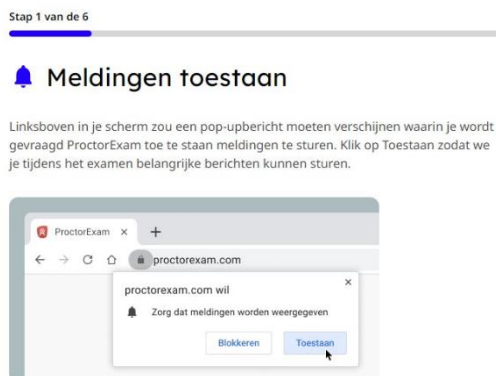 Stap 1 van de 6
Meldingen toestaan
Linksboven in je scherm zou een pop-upbericht moeten verschijnen waarin je wordt
gevraagd ProctorExam toe te staan meldingen te sturen. Klik op Toestaan zodat we
je tijdens het examen belangrijke berichten kunnen sturen.
ProctorExam
proctorexam.com
proctorexam.com wil
Zorg dat meldingen worden weergegeven
Blokkeren Toestaan